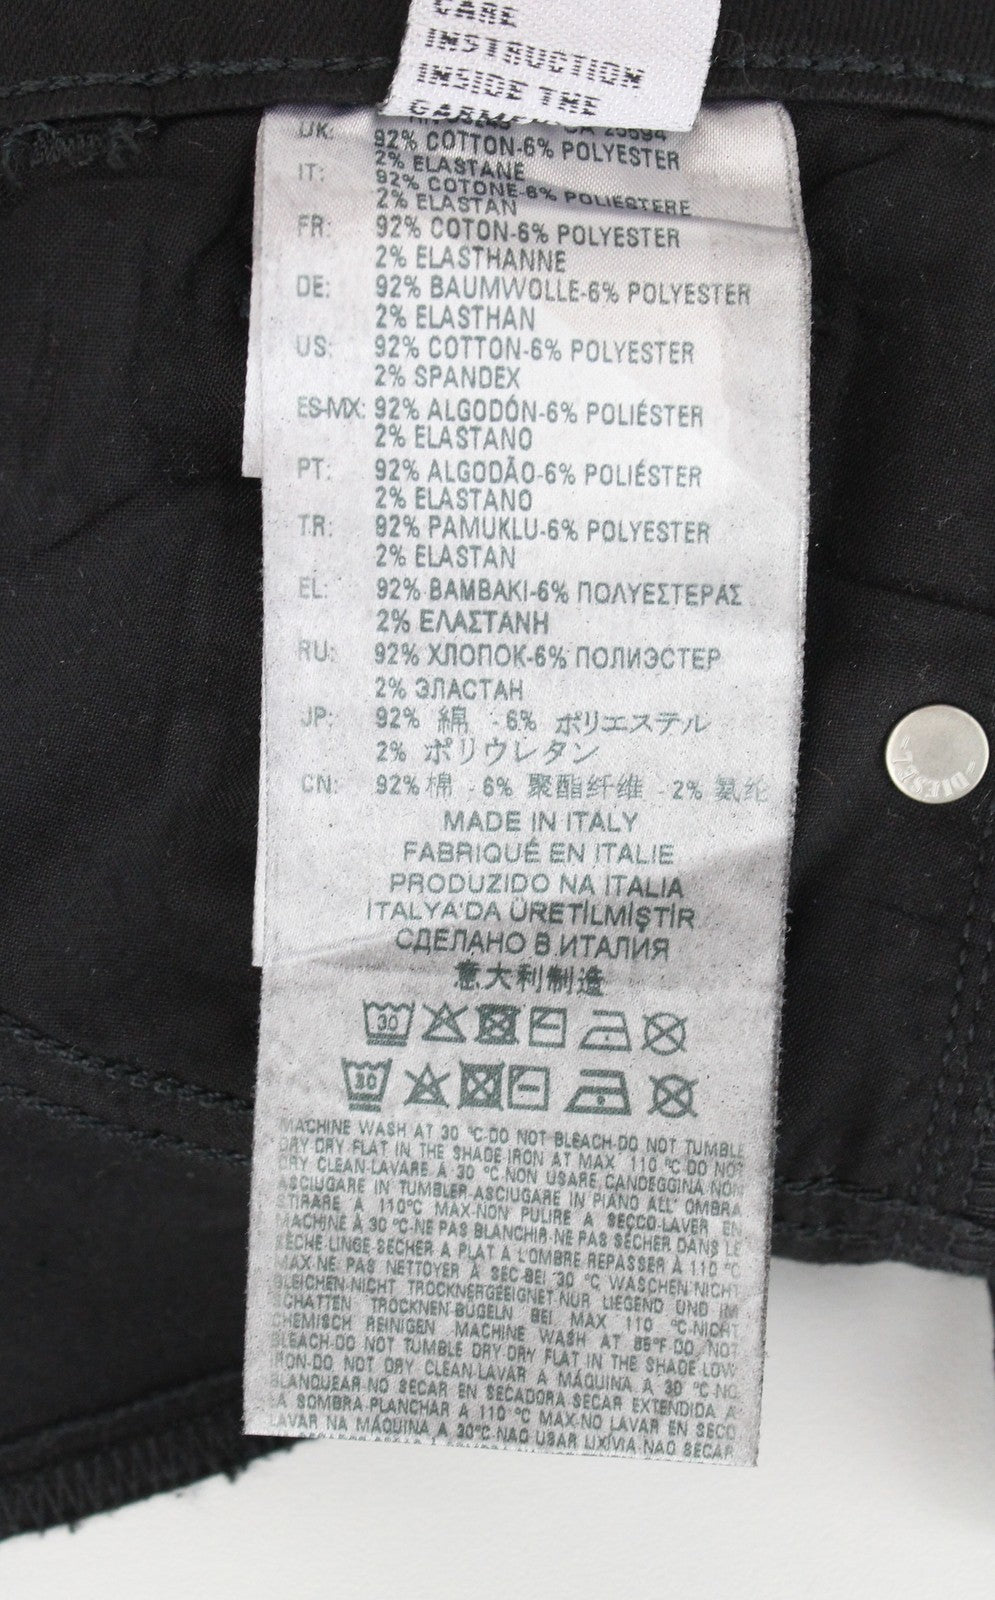 CARE
INSTRUCTION
INSIDE THE
UK: 92% COTTON-6% POLYESTER
2% ELASTANE
IT: 92% COTONE-6% POLIESTERE
2% ELASTAN
FR: 92% COTON-6% POLYESTER
2% ELASTHANNE
DE: 92% BAUMWOLLE-6% POLYESTER
2% ELASTHAN
US: 92% COTTON-6% POLYESTER
2% SPANDEX
ES-MX: 92% ALGODÓN-6% POLIÉSTER
2% ELASTANO
PT: 92% ALGODÃO-6% POLIÉSTER
2% ELASTANO
TR: 92% PAMUKLU-6% POLYESTER
2% ELASTAN
EL: 92% ΒΑΜΒΑΚΙ-6% ΠΟΛΥΕΣΤΕΡΑΣ
2% ΕΛΑΣΤΑΝΗ
RU: 92% ХЛОПОК-6% ПОЛИЭСТЕР
2% ЭЛАСТАН
JP: 92% 綿 -6% ポリエステル
2% ポリウレタン
CN: 92% 棉 - 6% 聚酯纤维 - 2% 氨纶
MADE IN ITALY
FABRIQUÉ EN ITALIE
PRODUZIDO NA ITALIA
İTALYA'DA ÜRETİLMİŞTİR
СДЕЛАНО В ИТАЛИЯ
意大利制造
30
30
MACHINE WASH AT 30 °C-DO NOT BLEACH-DO NOT TUMBLE
DRY-DRY FLAT IN THE SHADE-IRON AT MAX 110 °C-DO NOT
DRY CLEAN-LAVARE A 30 °C-NON USARE CANDEGGINA-NON
ASCIUGARE IN TUMBLER-ASCIUGARE IN PIANO ALL' OMBRA
STIRARE A 110°C MAX-NON PULIRE A SECCO-LAVER EN
MACHINE À 30 °C-NE PAS BLANCHIR-NE PAS SÉCHER DANS LE
SÈCHE-LINGE-SÉCHER À PLAT À L'OMBRE-REPASSER À 110 °C
MAX-NE PAS NETTOYER À SEC-BEI 30 °C WASCHEN-NICHT
BLEICHEN-NICHT TROCKNERGEEIGNET-NUR LIEGEND UND IM
SCHATTEN TROCKNEN-BÜGELN BEI MAX 110 °C-NICHT
CHEMISCH REINIGEN MACHINE WASH AT 86°F-DO NOT
BLEACH-DO NOT TUMBLE DRY-DRY FLAT IN THE SHADE-LOW
IRON-DO NOT DRY CLEAN-LAVAR A MÁQUINA A 30 °C-NO
BLANQUEAR-NO SECAR EN SECADORA SECAR EXTENDIDA A
LA SOMBRA-PLANCHAR A 110 °C MAX-NO LAVAR EN SECO
LAVAR NA MÁQUINA A 30°C-NÃO USAR LIXÍVIA NÃO SECAR
DIESEL